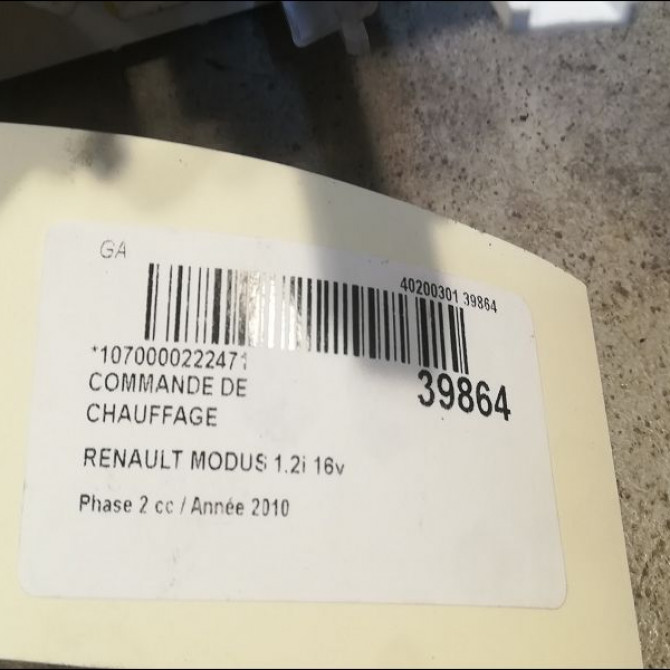 GA
40200301 39864
*1070000222471
COMMANDE DE
CHAUFFAGE
39864
RENAULT MODUS 1.2i 16v
Phase 2 cc / Année 2010